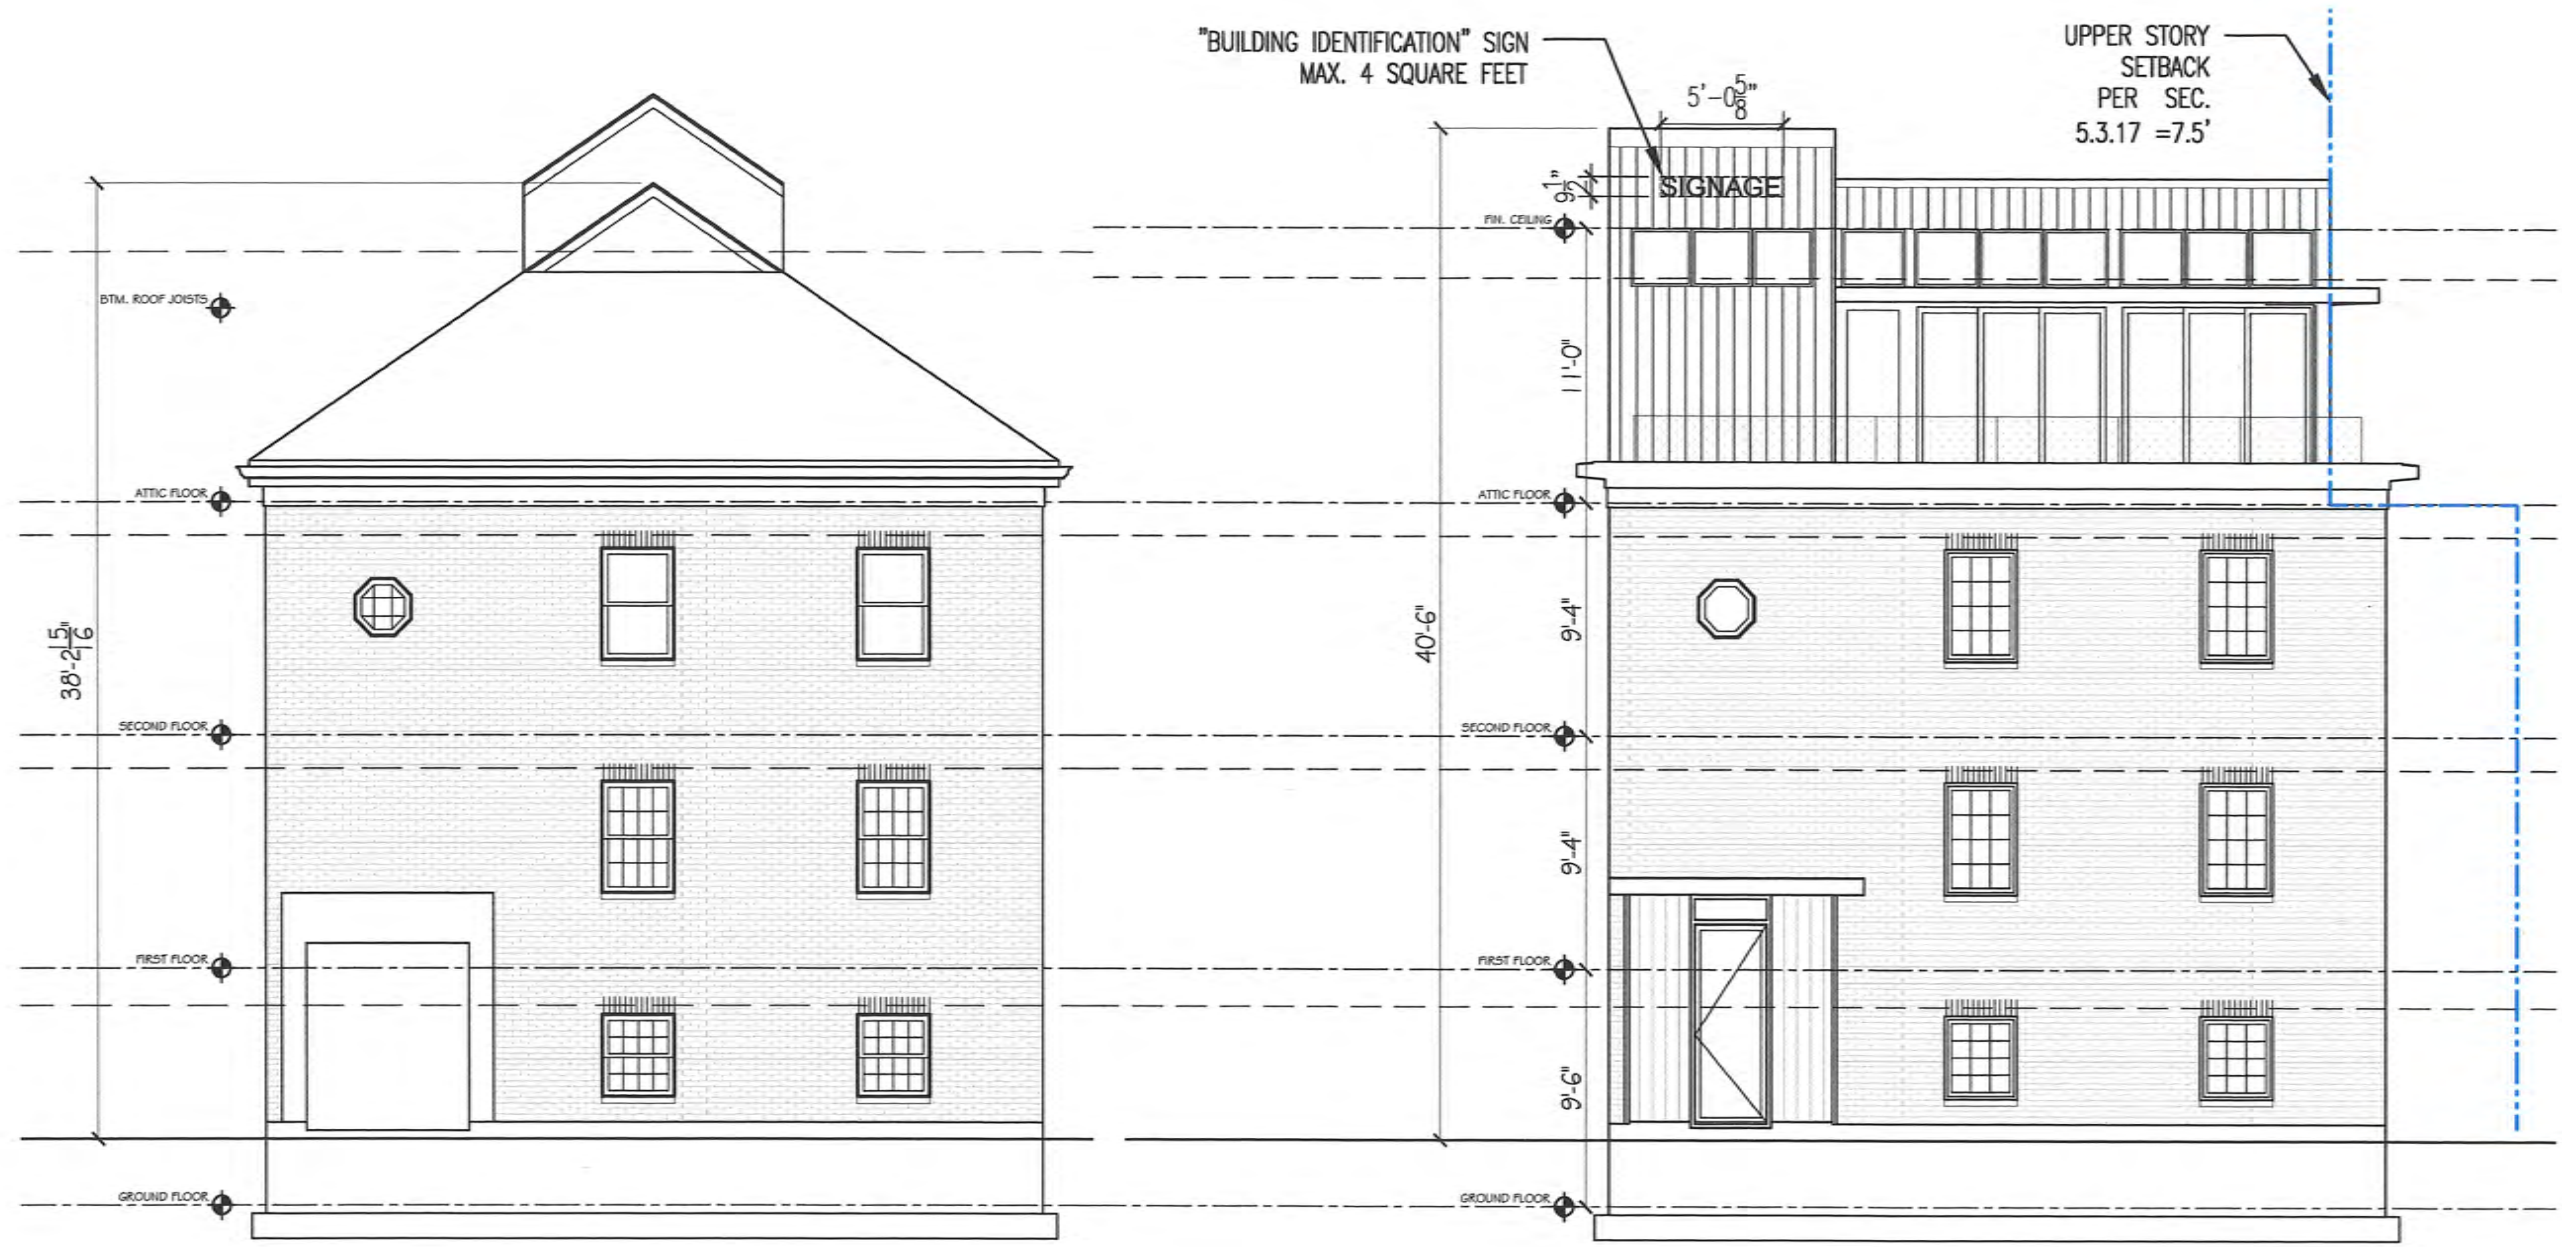 "BUILDING IDENTIFICATION" SIGN
MAX. 4 SQUARE FEET
UPPER STORY
SETBACK
PER SEC.
5.3.17 =7.5'
5'-0 5/8"
9 1/2"
SIGNAGE
FIN. CEILING
BTM. ROOF JOISTS
11'-0"
ATTIC FLOOR
ATTIC FLOOR
38'-2 5/16"
40'-6"
9'-4"
SECOND FLOOR
SECOND FLOOR
9'-4"
FIRST FLOOR
FIRST FLOOR
9'-6"
GROUND FLOOR
GROUND FLOOR